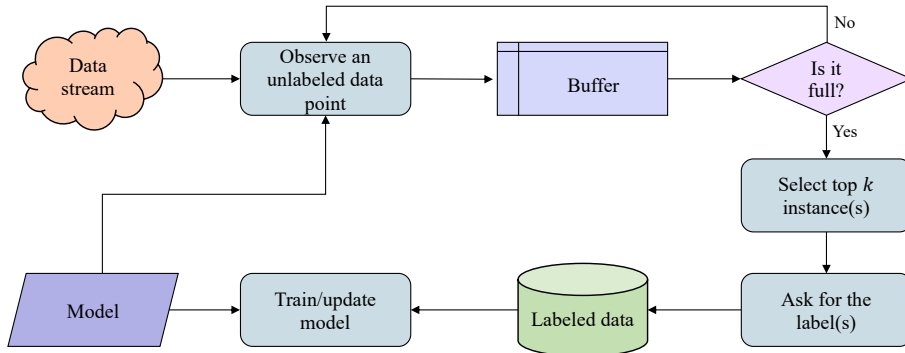 No
Data
stream
Observe an
unlabeled data
point
Buffer
Is it
full?
Yes
Select top k
instance(s)
Model
Train/update
model
Labeled data
Ask for the
label(s)